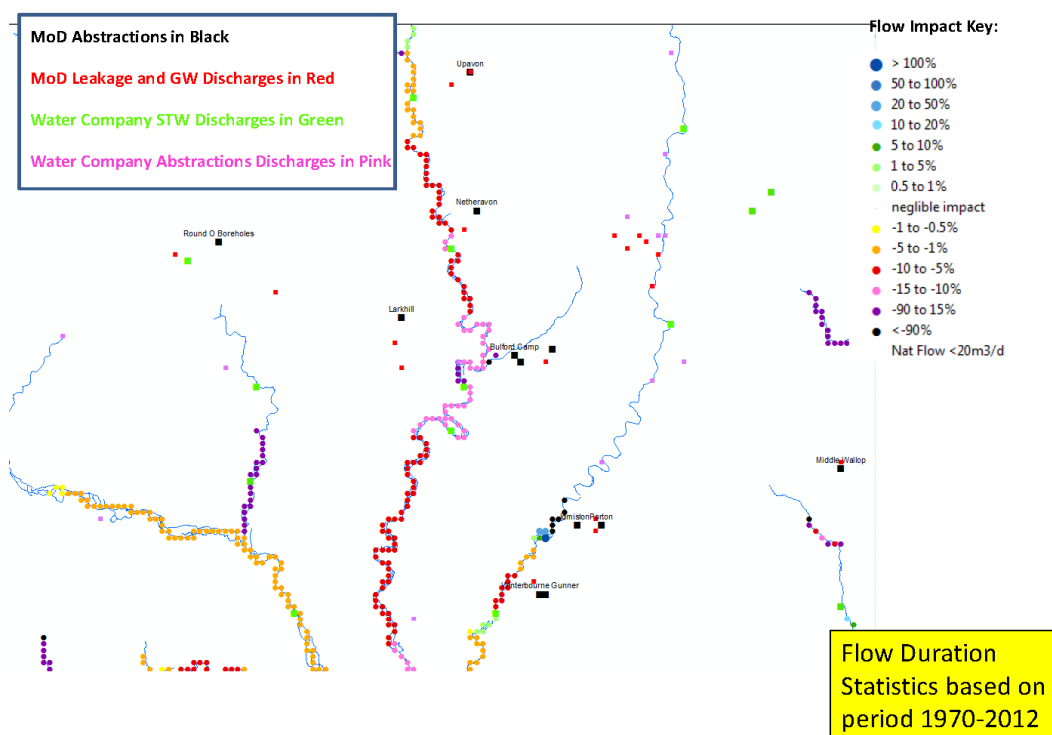 MoD Abstractions in Black
MoD Leakage and GW Discharges in Red
Water Company STW Discharges in Green
Water Company Abstractions Discharges in Pink
Flow Impact Key:
> 100%
50 to 100%
20 to 50%
10 to 20%
5 to 10%
1 to 5%
0.5 to 1%
neglible impact
-1 to -0.5%
-5 to -1%
-10 to -5%
-15 to -10%
-90 to 15%
<-90%
Nat Flow <20m3/d
Upavon
Netheravon
Round O Boreholes
Larkhill
Bulford Camp
Middle Wallop
Porton
Winterbourne Gunner
Flow Duration
Statistics based on
period 1970-2012